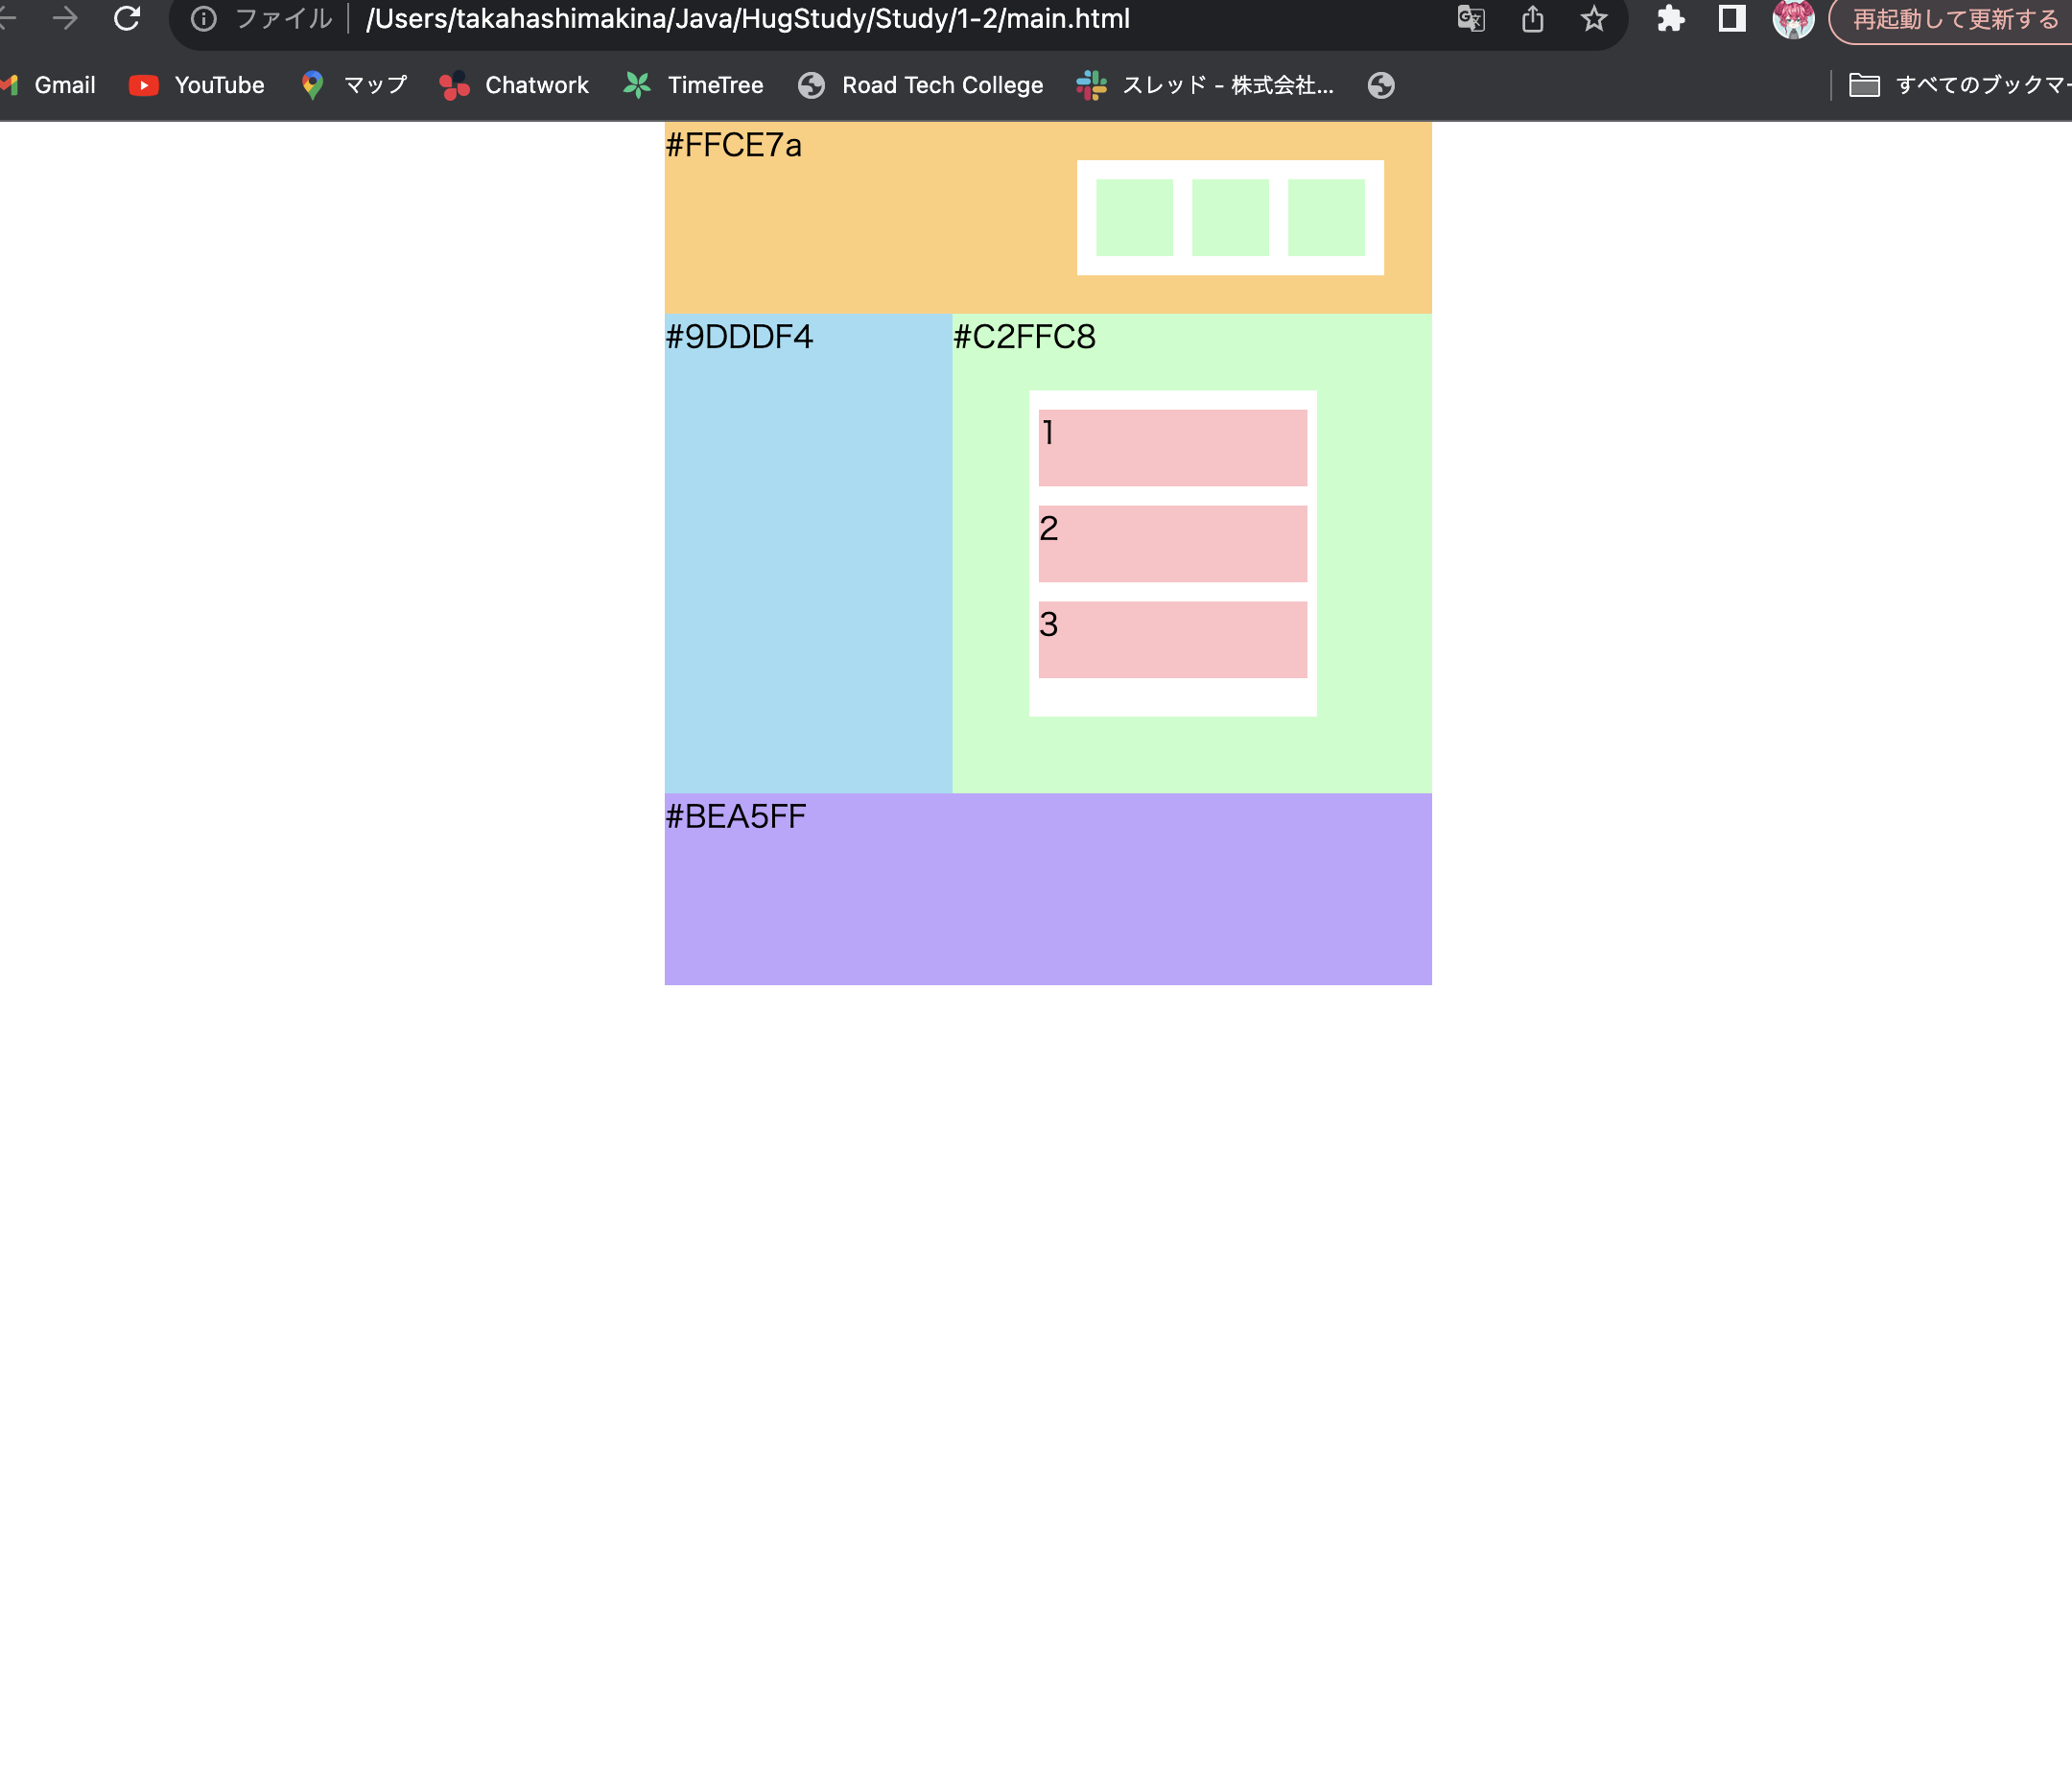 ファイル /Users/takahashimakina/Java/HugStudy/Study/1-2/main.html 再起動して更新する
Gmail YouTube マップ Chatwork TimeTree Road Tech College スレッド - 株式会社... すべてのブックマー
#FFCE7a
#9DDDF4 #C2FFC8
1
2
3
#BEA5FF